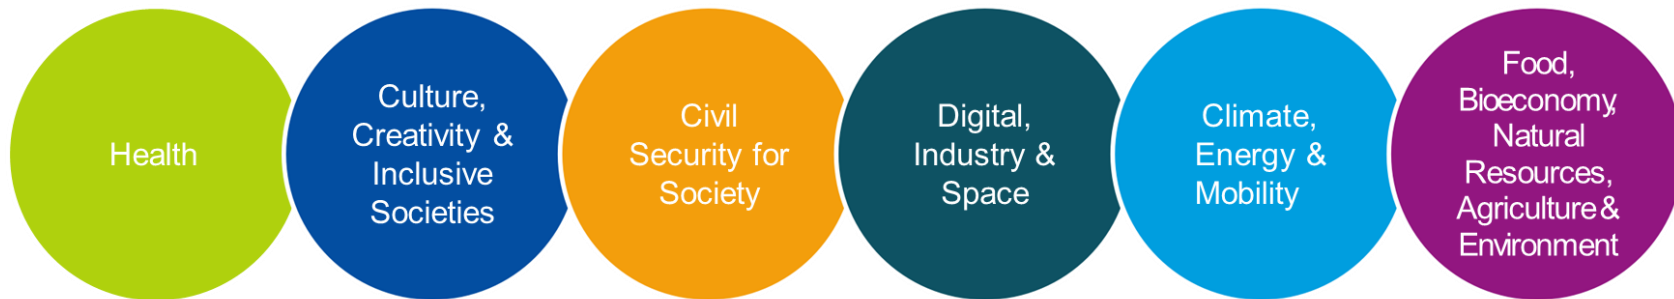 Health
Culture,
Creativity &
Inclusive
Societies
Civil
Security for
Society
Digital,
Industry &
Space
Climate,
Energy &
Mobility
Food,
Bioeconomy,
Natural
Resources,
Agriculture &
Environment